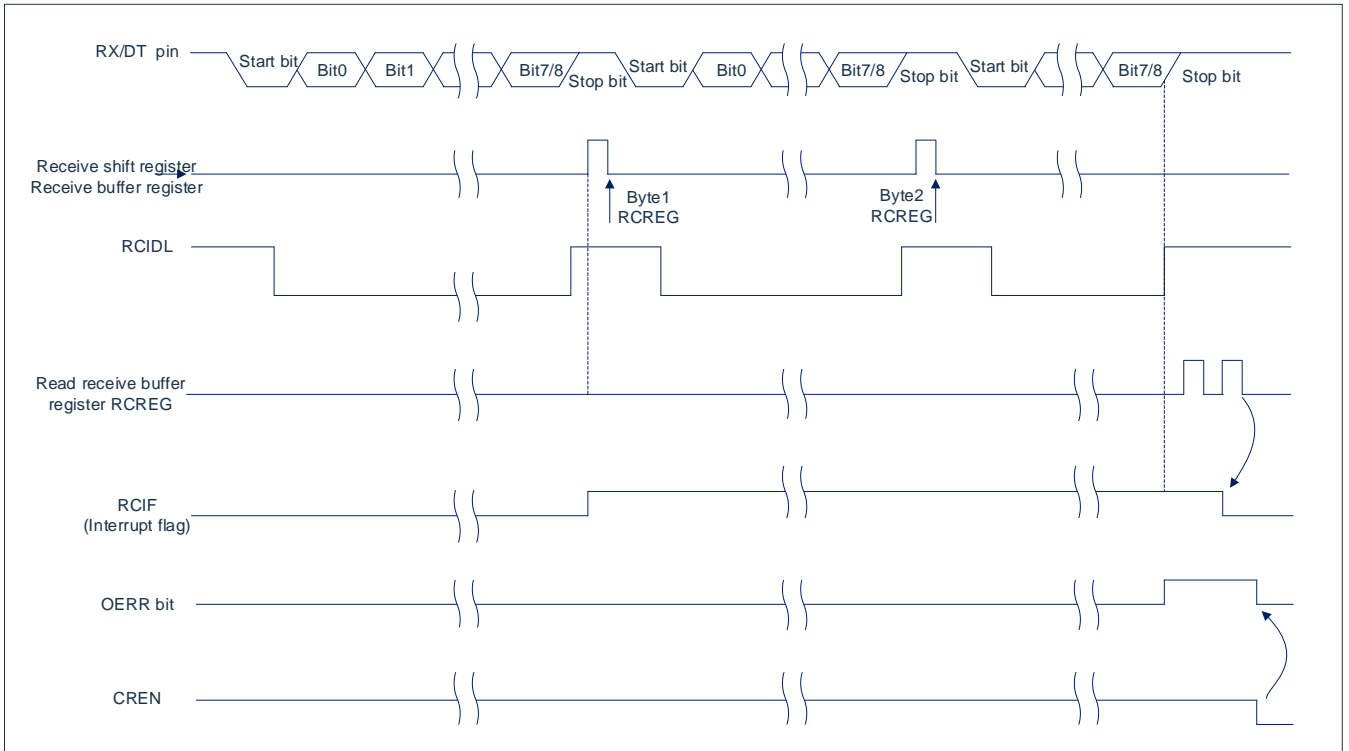 RX/DT pin
Start bit Bit0 Bit1 Bit7/8 Stop bit Start bit Bit0 Bit7/8 Stop bit Start bit Bit7/8 Stop bit
Receive shift register
Receive buffer register
Byte1
RCREG
Byte2
RCREG
RCIDL
Read receive buffer
register RCREG
RCIF
(Interrupt flag)
OERR bit
CREN